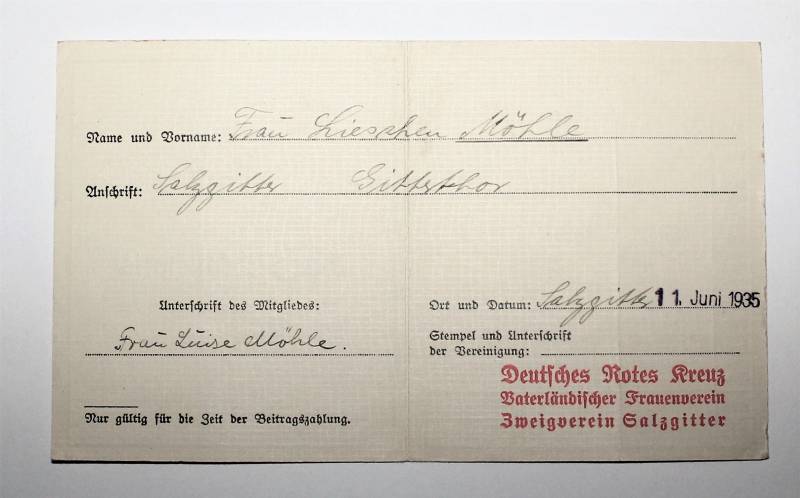 Name und Vorname: Frau Lieschen Möhle
Anschrift: Salzgitter Gitterthor
Unterschrift des Mitgliedes:
Frau Luise Möhle.
Nur gültig für die Zeit der Beitragszahlung.
Ort und Datum: Salzgitter 11. Juni 1935
Stempel und Unterschrift
der Vereinigung:
Deutsches Rotes Kreuz
Vaterländischer Frauenverein
Zweigverein Salzgitter